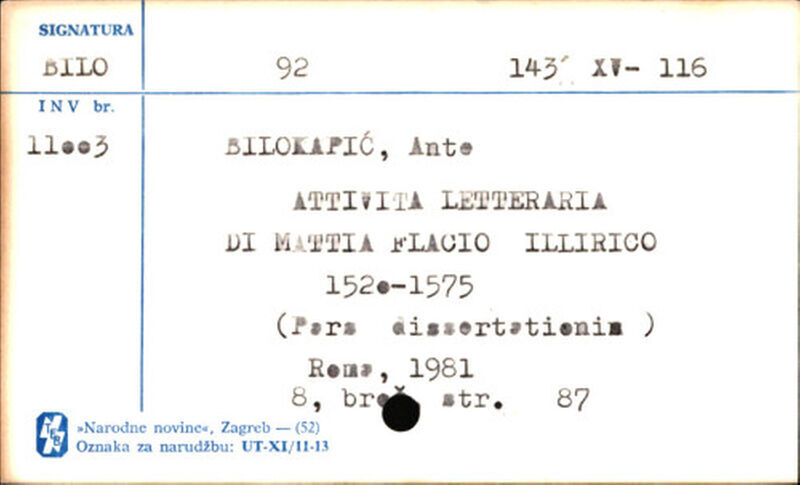 SIGNATURA
BILO 92 143´ XV- 116
INV br.
11003 BILOKAPIĆ, Ante
ATTIVITA LETTERARIA
DI MATTIA FLACIO ILLIRICO
1520-1575
(Pars dissertationis )
Roma, 1981
8, brož str. 87
»Narodne novine«, Zagreb — (52)
Oznaka za narudžbu: UT-XI/11-13